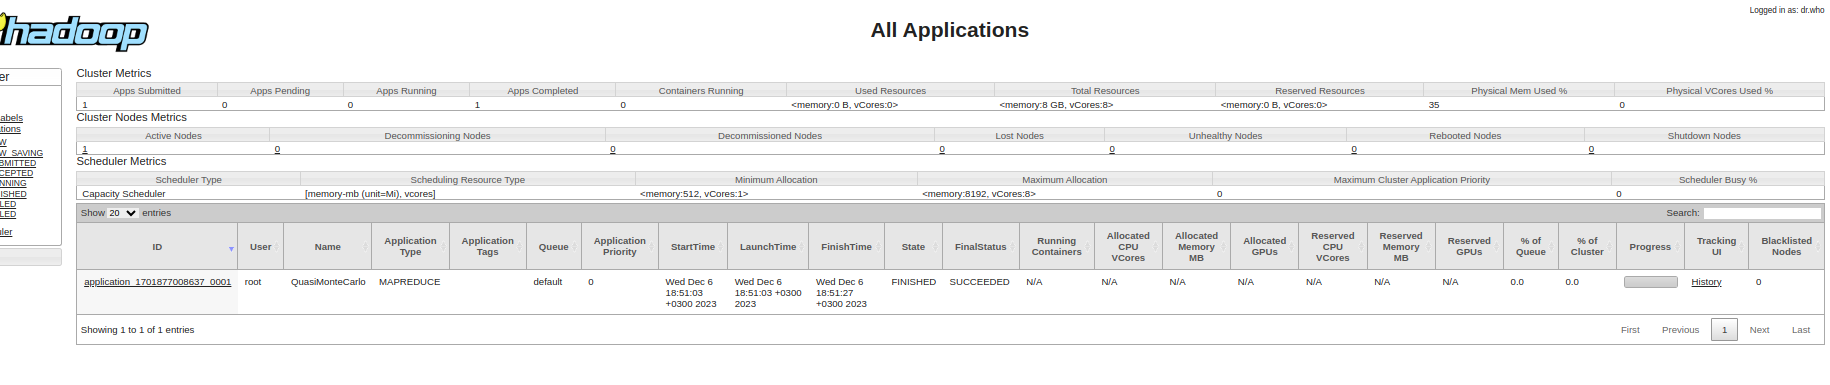 Logged in as: dr.who
hadoop
All Applications
er
abels
ations
W
W_SAVING
BMITTED
CEPTED
NNING
ISHED
LED
LED
uler
Cluster Metrics
Apps Submitted Apps Pending Apps Running Apps Completed Containers Running Used Resources Total Resources Reserved Resources Physical Mem Used % Physical VCores Used %
1 0 0 1 0 <memory:0 B, vCores:0> <memory:8 GB, vCores:8> <memory:0 B, vCores:0> 35 0
Cluster Nodes Metrics
Active Nodes Decommissioning Nodes Decommissioned Nodes Lost Nodes Unhealthy Nodes Rebooted Nodes Shutdown Nodes
1 0 0 0 0 0 0
Scheduler Metrics
Scheduler Type Scheduling Resource Type Minimum Allocation Maximum Allocation Maximum Cluster Application Priority Scheduler Busy %
Capacity Scheduler [memory-mb (unit=Mi), vcores] <memory:512, vCores:1> <memory:8192, vCores:8> 0 0
Show 20 entries Search:
ID User Name Application Type Application Tags Queue Application Priority StartTime LaunchTime FinishTime State FinalStatus Running Containers Allocated CPU VCores Allocated Memory MB Allocated GPUs Reserved CPU VCores Reserved Memory MB Reserved GPUs % of Queue % of Cluster Progress Tracking UI Blacklisted Nodes
application_1701877008637_0001 root QuasiMonteCarlo MAPREDUCE default 0 Wed Dec 6 18:51:03 +0300 2023 Wed Dec 6 18:51:03 +0300 2023 Wed Dec 6 18:51:27 +0300 2023 FINISHED SUCCEEDED N/A N/A N/A N/A N/A N/A N/A 0.0 0.0 History 0
Showing 1 to 1 of 1 entries First Previous 1 Next Last